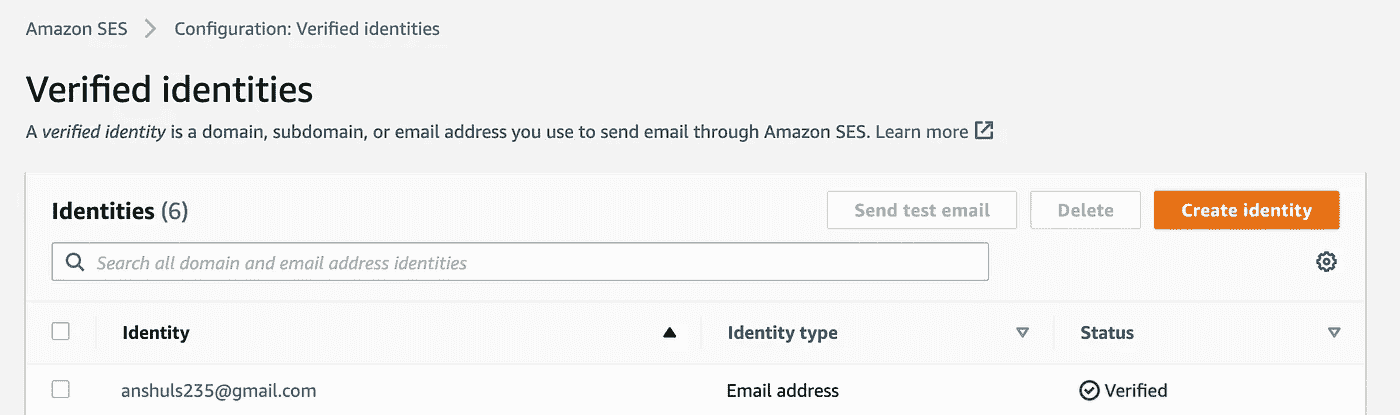 Amazon SES > Configuration: Verified identities
Verified identities
A verified identity is a domain, subdomain, or email address you use to send email through Amazon SES. Learn more
Identities (6) Send test email Delete Create identity
Search all domain and email address identities
Identity Identity type Status
anshuls235@gmail.com Email address Verified